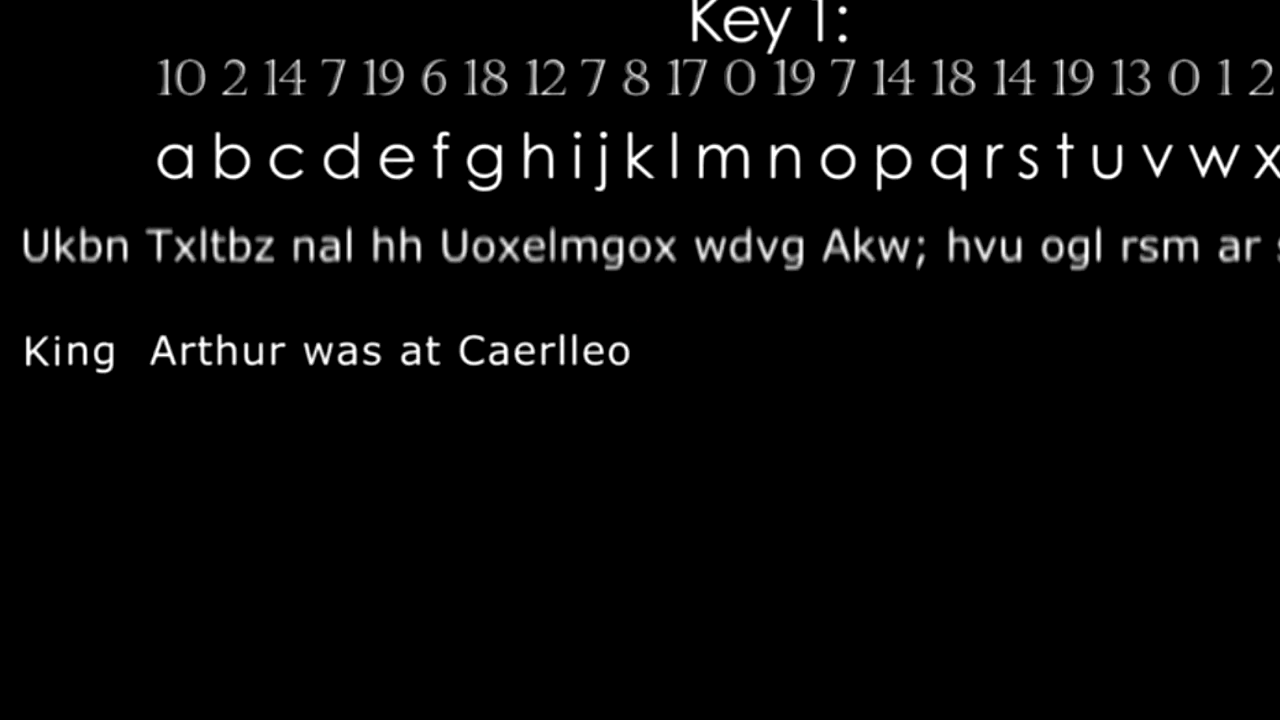 Key 1:
10 2 14 7 19 6 18 12 7 8 17 0 19 7 14 18 14 19 13 0 1 2
a b c d e f g h i j k l m n o p q r s t u v w x
Ukbn Txltbz nal hh Uoxelmgox wdvg Akw; hvu ogl rsm ar
King Arthur was at Caerlleo